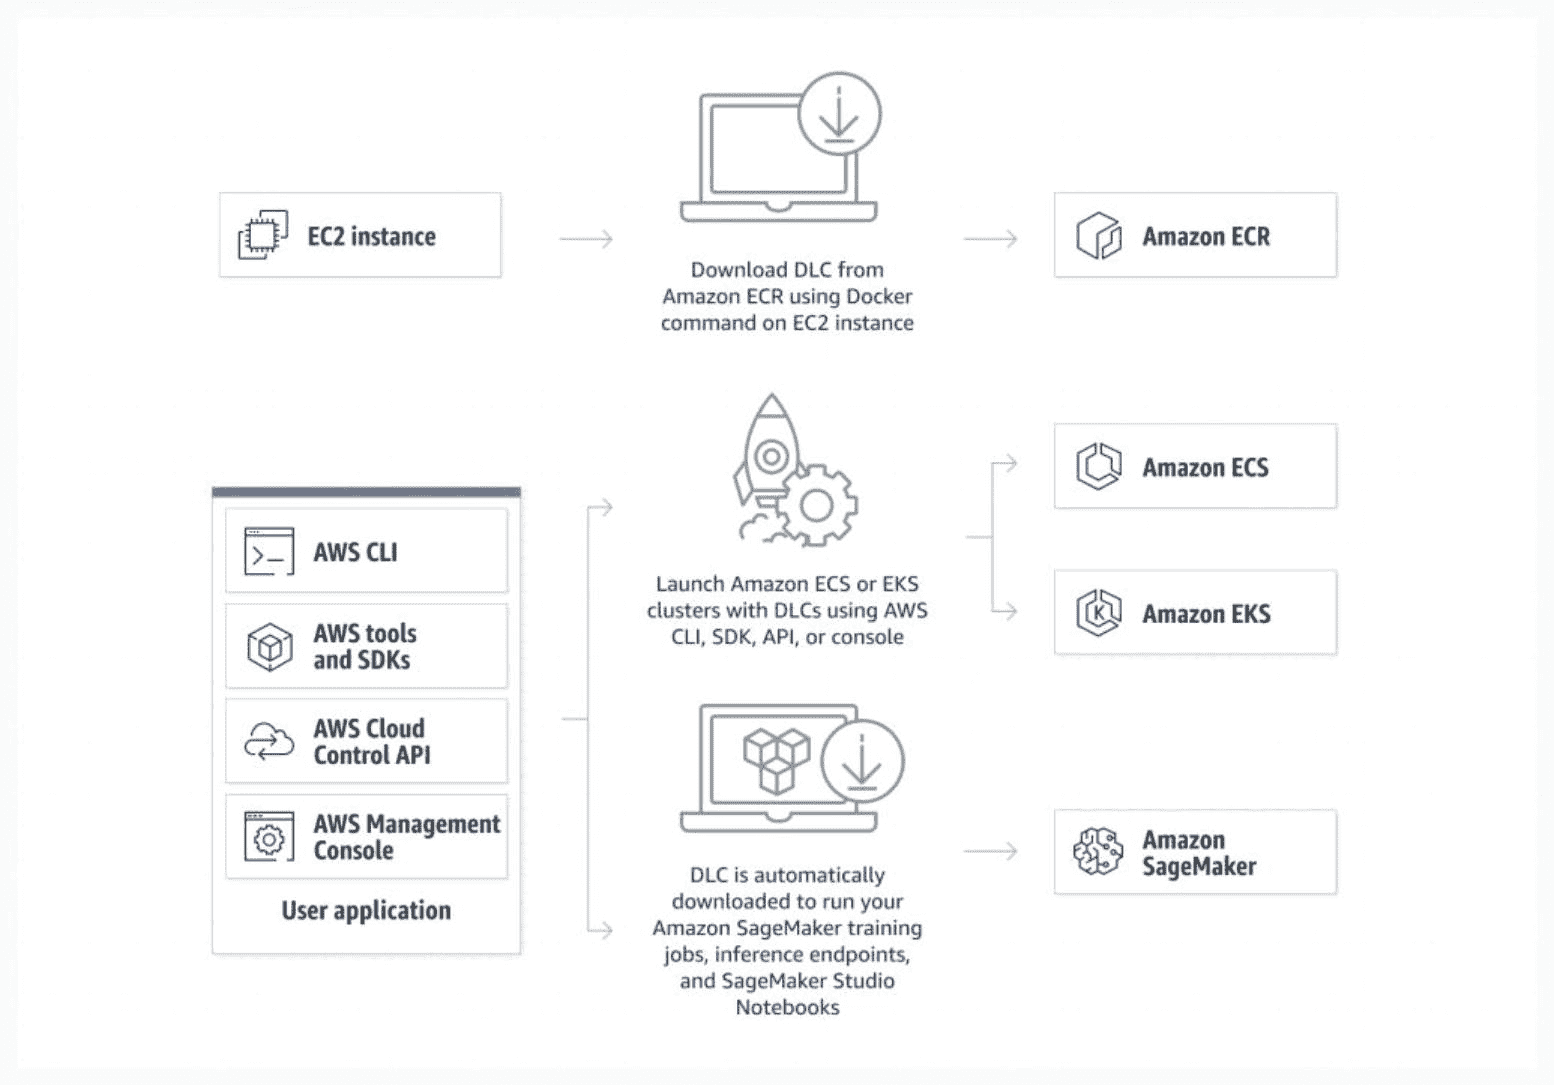 EC2 instance
Download DLC from
Amazon ECR using Docker
command on EC2 instance
Amazon ECR
AWS CLI
AWS tools
and SDKs
AWS Cloud
Control API
AWS Management
Console
User application
Launch Amazon ECS or EKS
clusters with DLCs using AWS
CLI, SDK, API, or console
Amazon ECS
K
Amazon EKS
DLC is automatically
downloaded to run your
Amazon SageMaker training
jobs, inference endpoints,
and SageMaker Studio
Notebooks
Amazon
SageMaker